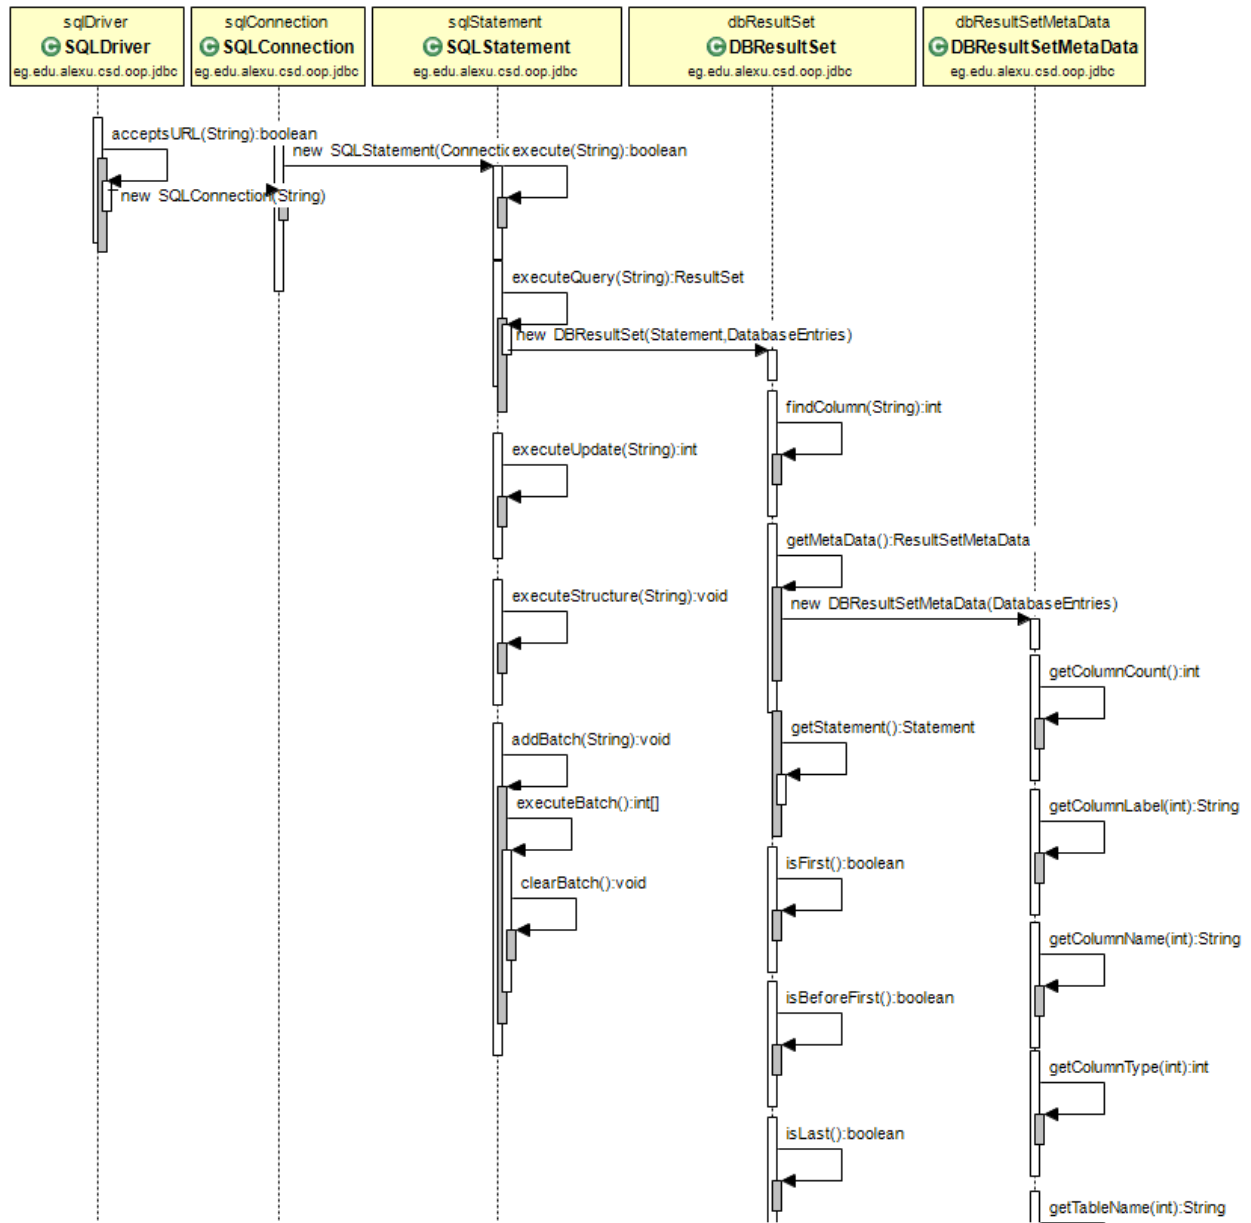 sqlDriver
SQLDriver
eg.edu.alexu.csd.oop.jdbc
sqlConnection
SQLConnection
eg.edu.alexu.csd.oop.jdbc
sqlStatement
SQLStatement
eg.edu.alexu.csd.oop.jdbc
dbResultSet
DBResultSet
eg.edu.alexu.csd.oop.jdbc
dbResultSetMetaData
DBResultSetMetaData
eg.edu.alexu.csd.oop.jdbc
acceptsURL(String):boolean
new SQLConnection(String)
new SQLStatement(Connectic
execute(String):boolean
executeQuery(String):ResultSet
new DBResultSet(Statement,DatabaseEntries)
executeUpdate(String):int
executeStructure(String):void
addBatch(String):void
executeBatch():int[]
clearBatch():void
findColumn(String):int
getMetaData():ResultSetMetaData
new DBResultSetMetaData(DatabaseEntries)
getStatement():Statement
isFirst():boolean
isBeforeFirst():boolean
isLast():boolean
getColumnCount():int
getColumnLabel(int):String
getColumnName(int):String
getColumnType(int):int
getTableName(int):String